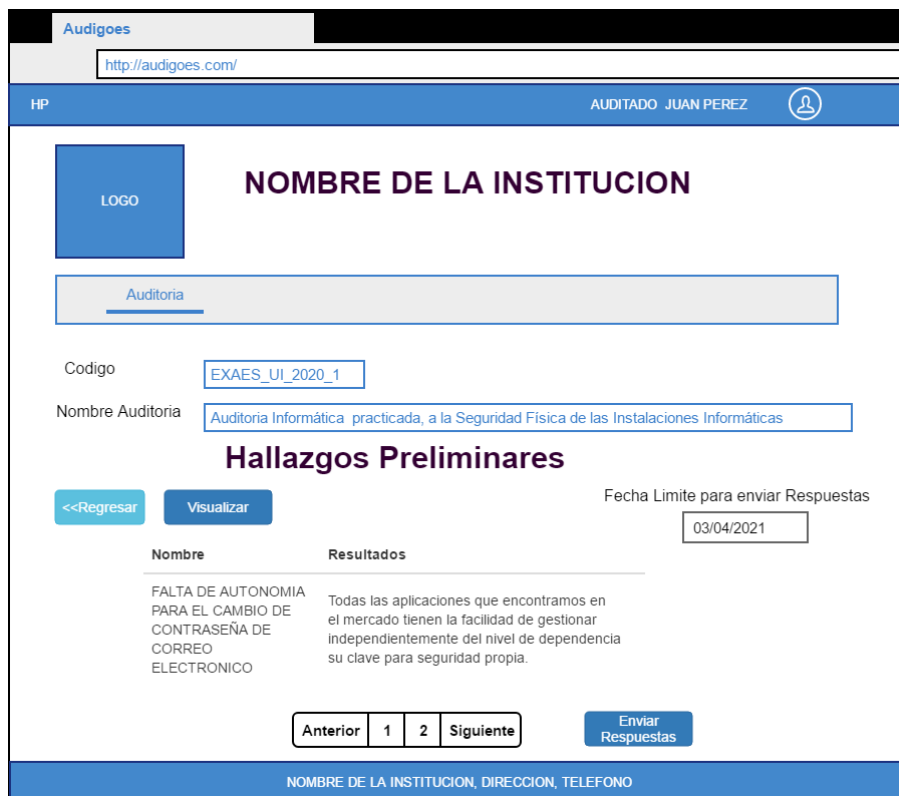 Audigoes
http://audigoes.com/
HP
AUDITADO JUAN PEREZ
LOGO
NOMBRE DE LA INSTITUCION
Auditoria
Codigo
EXAES_UI_2020_1
Nombre Auditoria
Auditoria Informática practicada, a la Seguridad Física de las Instalaciones Informáticas
Hallazgos Preliminares
<<Regresar
Visualizar
Fecha Limite para enviar Respuestas
03/04/2021
Nombre
Resultados
FALTA DE AUTONOMIA
PARA EL CAMBIO DE
CONTRASEÑA DE
CORREO
ELECTRONICO
Todas las aplicaciones que encontramos en
el mercado tienen la facilidad de gestionar
independientemente del nivel de dependencia
su clave para seguridad propia.
Anterior 1 2 Siguiente
Enviar
Respuestas
NOMBRE DE LA INSTITUCION, DIRECCION, TELEFONO